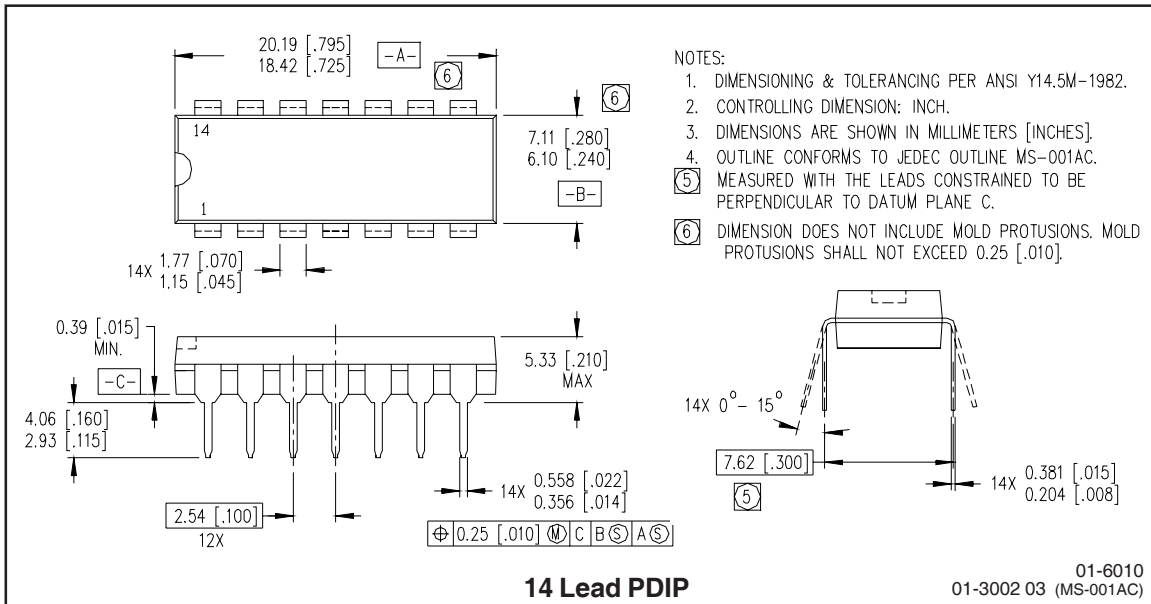 20.19 [.795]
18.42 [.725]
-A-
6
6
14
1
7.11 [.280]
6.10 [.240]
-B-
14X 1.77 [.070]
1.15 [.045]
NOTES:
1. DIMENSIONING & TOLERANCING PER ANSI Y14.5M-1982.
2. CONTROLLING DIMENSION: INCH.
3. DIMENSIONS ARE SHOWN IN MILLIMETERS [INCHES].
4. OUTLINE CONFORMS TO JEDEC OUTLINE MS-001AC.
5 MEASURED WITH THE LEADS CONSTRAINED TO BE
PERPENDICULAR TO DATUM PLANE C.
6 DIMENSION DOES NOT INCLUDE MOLD PROTUSIONS. MOLD
PROTUSIONS SHALL NOT EXCEED 0.25 [.010].
0.39 [.015]
MIN.
-C-
4.06 [.160]
2.93 [.115]
5.33 [.210]
MAX
2.54 [.100]
12X
14X 0.558 [.022]
0.356 [.014]
⌖ 0.25 [.010] Ⓜ C B Ⓢ A Ⓢ
14X 0°- 15°
7.62 [.300]
5
14X 0.381 [.015]
0.204 [.008]
14 Lead PDIP
01-6010
01-3002 03 (MS-001AC)